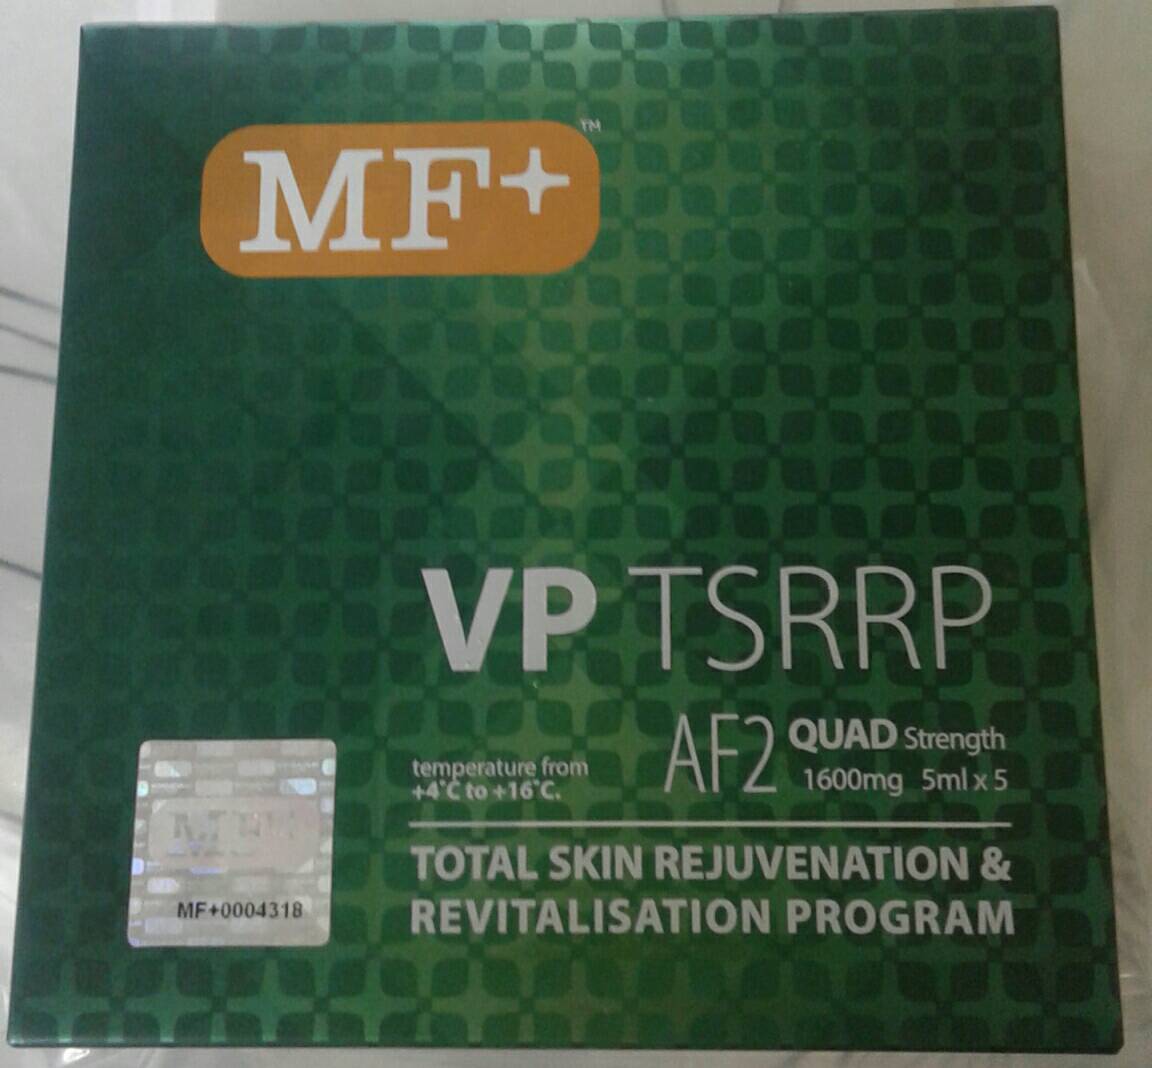 MF+
TM
VP TSRRP
AF2 QUAD Strength
1600mg 5ml x 5
temperature from
+4°C to +16°C.
TOTAL SKIN REJUVENATION &
REVITALISATION PROGRAM
MF+
MF+0004318